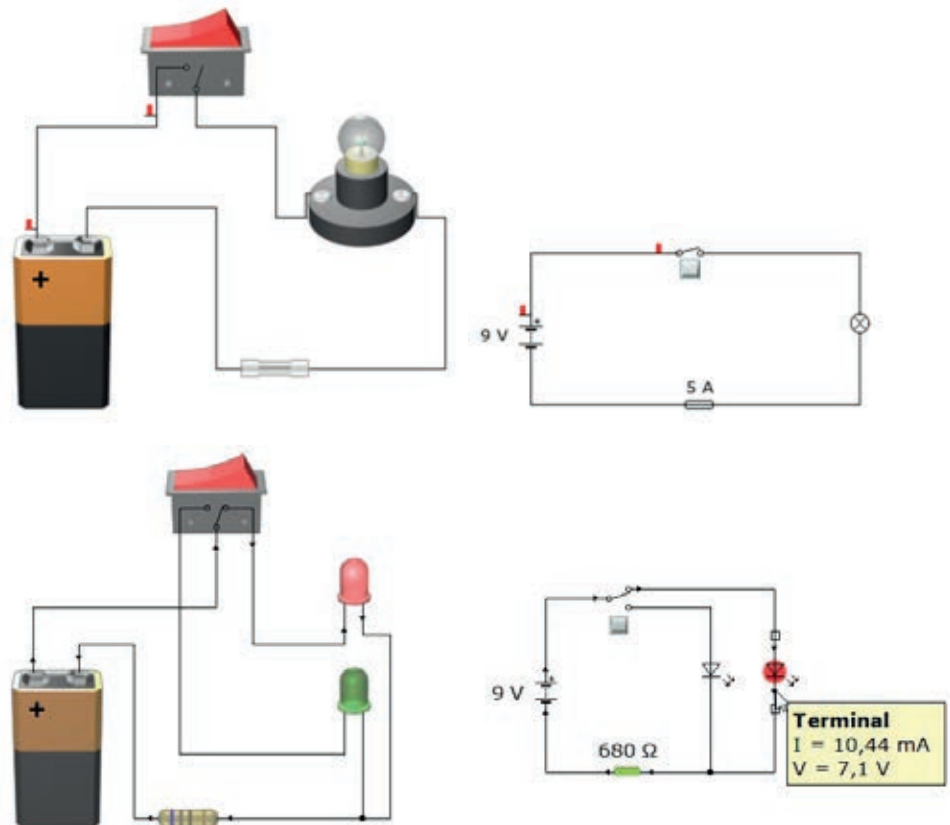 +
+
9 V
5 A
+
+
9 V
680 Ω
Terminal
I = 10,44 mA
V = 7,1 V